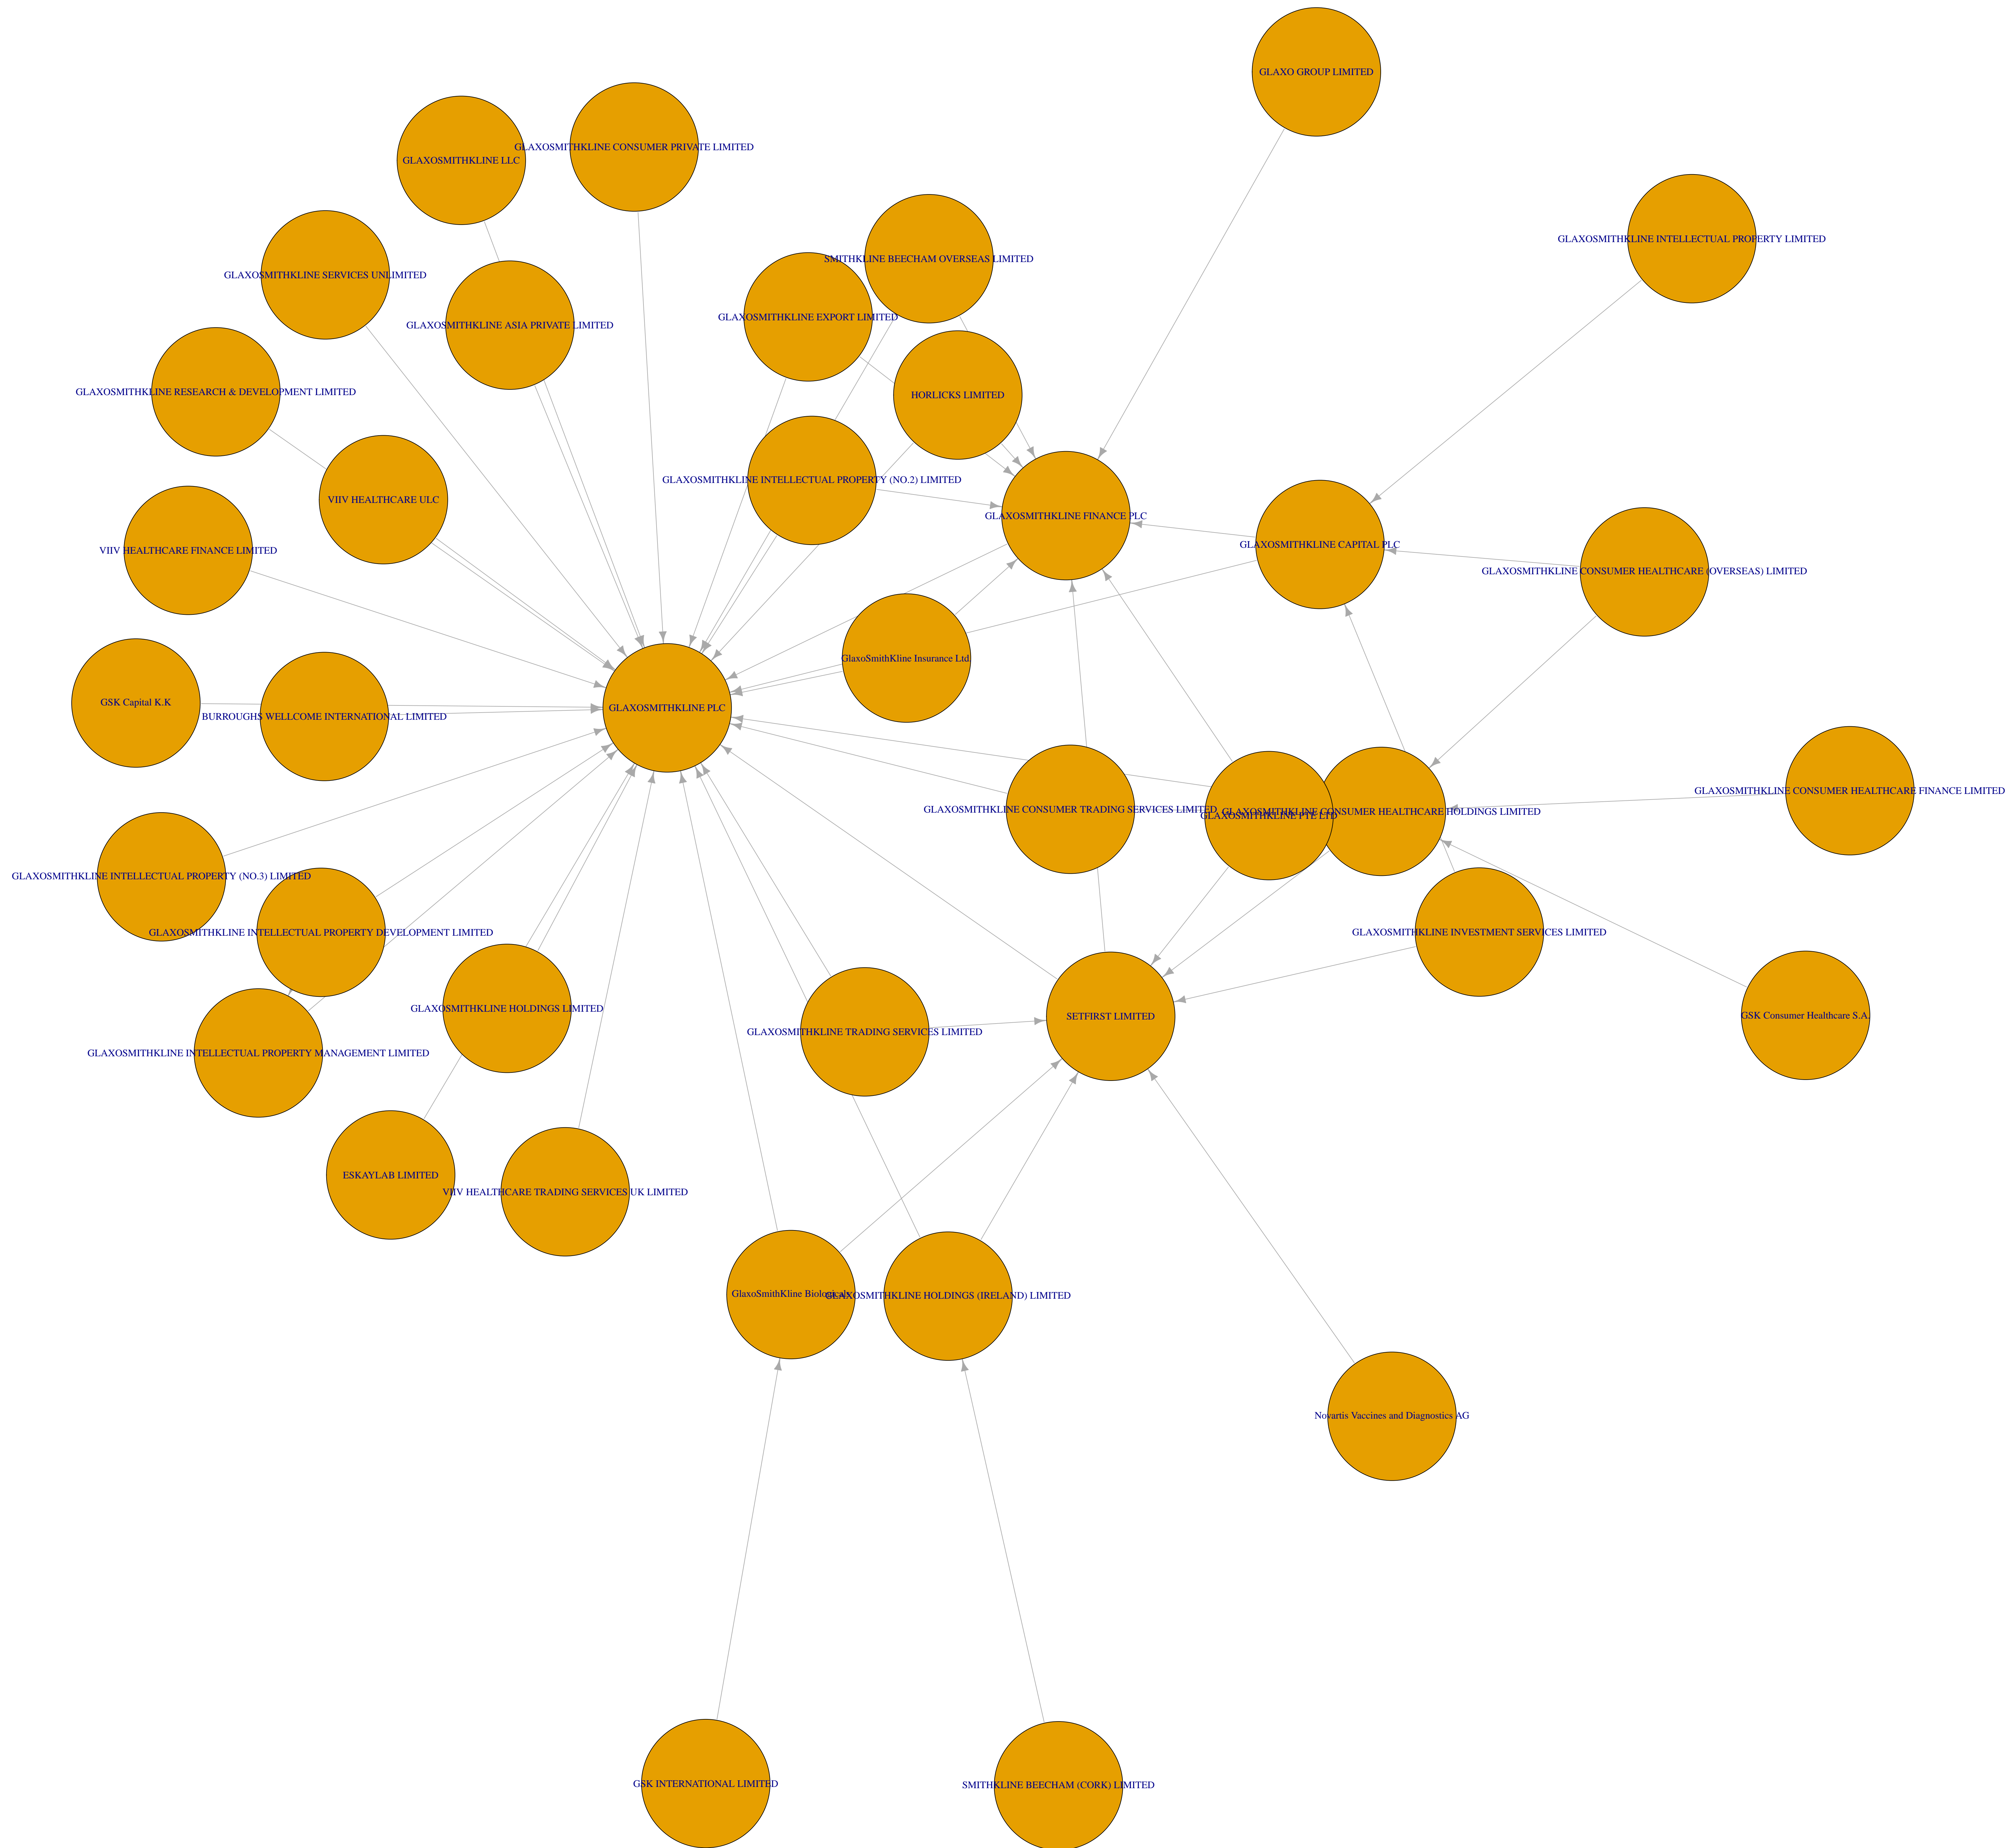 GLAXO GROUP LIMITED
GLAXOSMITHKLINE CONSUMER PRIVATE LIMITED
GLAXOSMITHKLINE LLC
GLAXOSMITHKLINE INTELLECTUAL PROPERTY LIMITED
SMITHKLINE BEECHAM OVERSEAS LIMITED
GLAXOSMITHKLINE SERVICES UNLIMITED
GLAXOSMITHKLINE EXPORT LIMITED
GLAXOSMITHKLINE ASIA PRIVATE LIMITED
GLAXOSMITHKLINE RESEARCH & DEVELOPMENT LIMITED
HORLICKS LIMITED
GLAXOSMITHKLINE INTELLECTUAL PROPERTY (NO.2) LIMITED
VIIV HEALTHCARE ULC
GLAXOSMITHKLINE FINANCE PLC
GLAXOSMITHKLINE CAPITAL PLC
VIIV HEALTHCARE FINANCE LIMITED
GLAXOSMITHKLINE CONSUMER HEALTHCARE (OVERSEAS) LIMITED
GlaxoSmithKline Insurance Ltd.
GSK Capital K.K
GLAXOSMITHKLINE PLC
BURROUGHS WELLCOME INTERNATIONAL LIMITED
GLAXOSMITHKLINE CONSUMER HEALTHCARE FINANCE LIMITED
GLAXOSMITHKLINE CONSUMER TRADING SERVICES LIMITED
GLAXOSMITHKLINE CONSUMER HEALTHCARE HOLDINGS LIMITED
GLAXOSMITHKLINE PTE LTD
GLAXOSMITHKLINE INTELLECTUAL PROPERTY (NO.3) LIMITED
GLAXOSMITHKLINE INTELLECTUAL PROPERTY DEVELOPMENT LIMITED
GLAXOSMITHKLINE INVESTMENT SERVICES LIMITED
GLAXOSMITHKLINE HOLDINGS LIMITED
SETFIRST LIMITED
GSK Consumer Healthcare S.A.
GLAXOSMITHKLINE TRADING SERVICES LIMITED
GLAXOSMITHKLINE INTELLECTUAL PROPERTY MANAGEMENT LIMITED
ESKAYLAB LIMITED
VIIV HEALTHCARE TRADING SERVICES UK LIMITED
GlaxoSmithKline Biologicals
GLAXOSMITHKLINE HOLDINGS (IRELAND) LIMITED
Novartis Vaccines and Diagnostics AG
GSK INTERNATIONAL LIMITED
SMITHKLINE BEECHAM (CORK) LIMITED